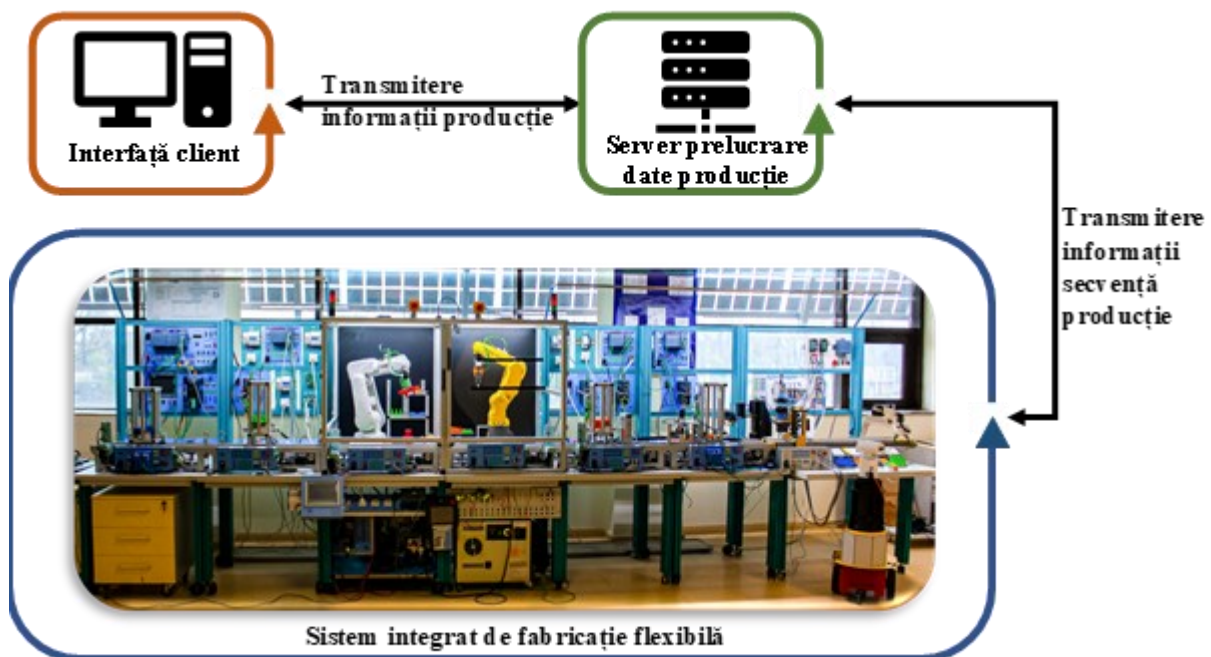 Transmitere
informații producție
Interfață client
Server prelucrare
date producție
Transmitere
informații
secvență
producție
Sistem integrat de fabricație flexibilă